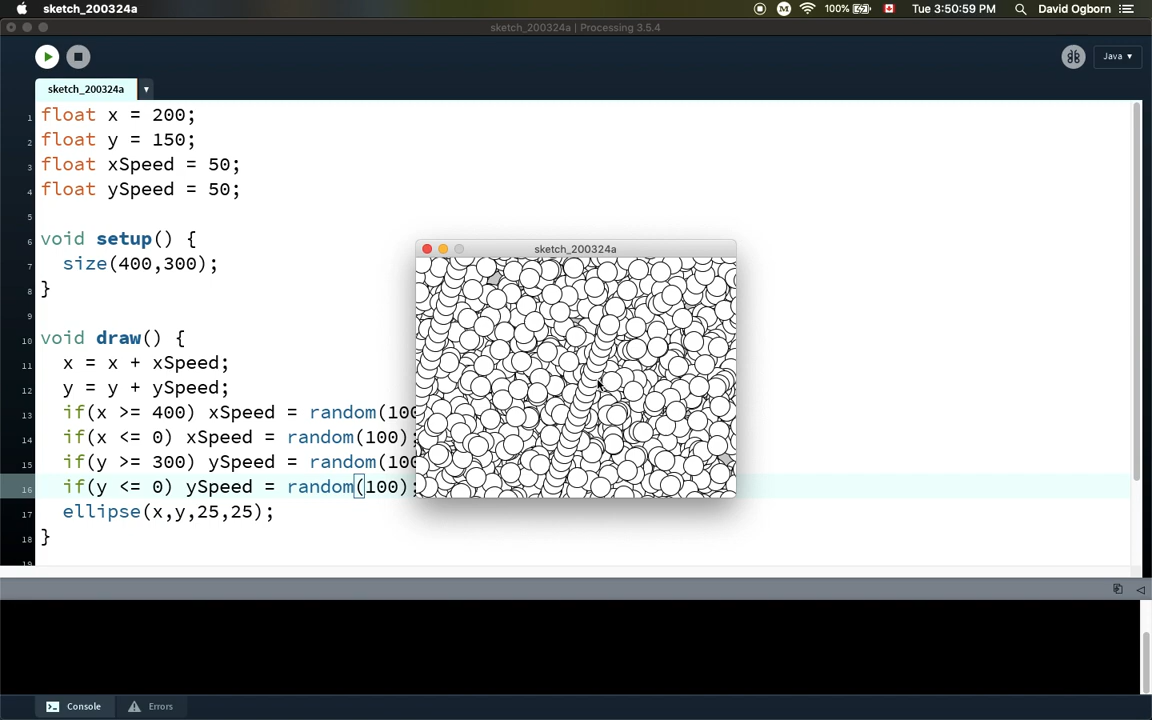 sketch_200324a
M 100% Tue 3:50:59 PM David Ogborn
sketch_200324a | Processing 3.5.4
Java ▾
sketch_200324a ▾
1 float x = 200;
2 float y = 150;
3 float xSpeed = 50;
4 float ySpeed = 50;
5
6 void setup() {
7 size(400,300);
8 }
9
10 void draw() {
11 x = x + xSpeed;
12 y = y + ySpeed;
13 if(x >= 400) xSpeed = random(100
14 if(x <= 0) xSpeed = random(100);
15 if(y >= 300) ySpeed = random(100
16 if(y <= 0) ySpeed = random(100);
17 ellipse(x,y,25,25);
18 }
19
sketch_200324a
Console Errors